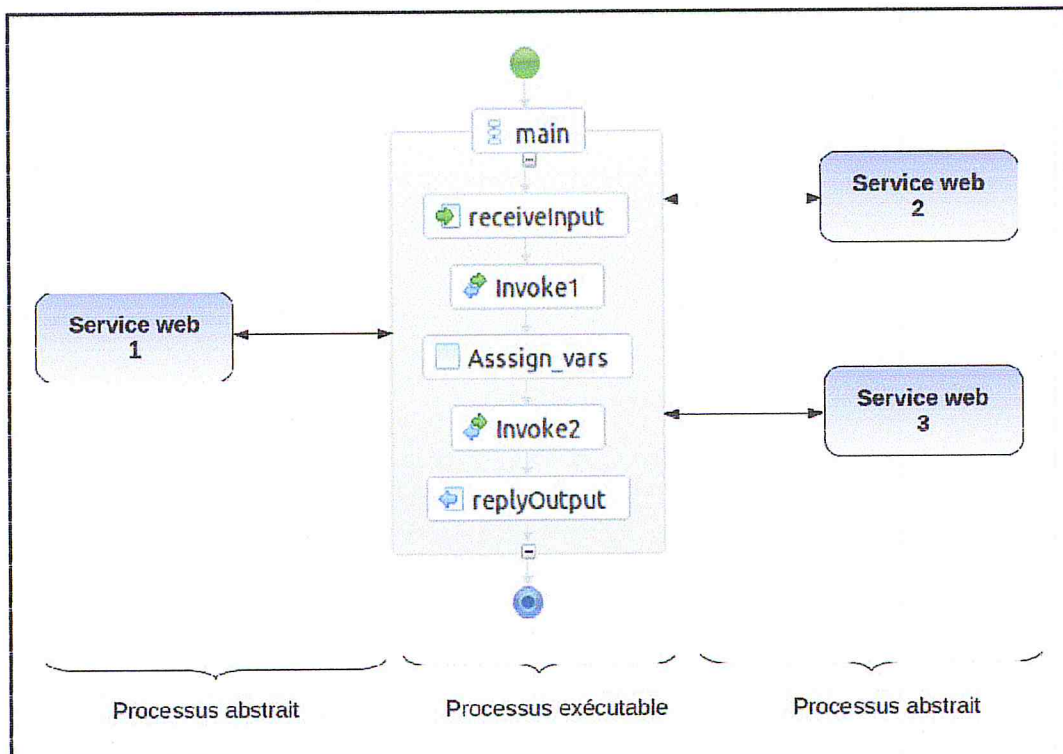 main
receiveInput
Invoke1
Asssign_vars
Invoke2
replyOutput
Service web
1
Service web
2
Service web
3
Processus abstrait
Processus exécutable
Processus abstrait